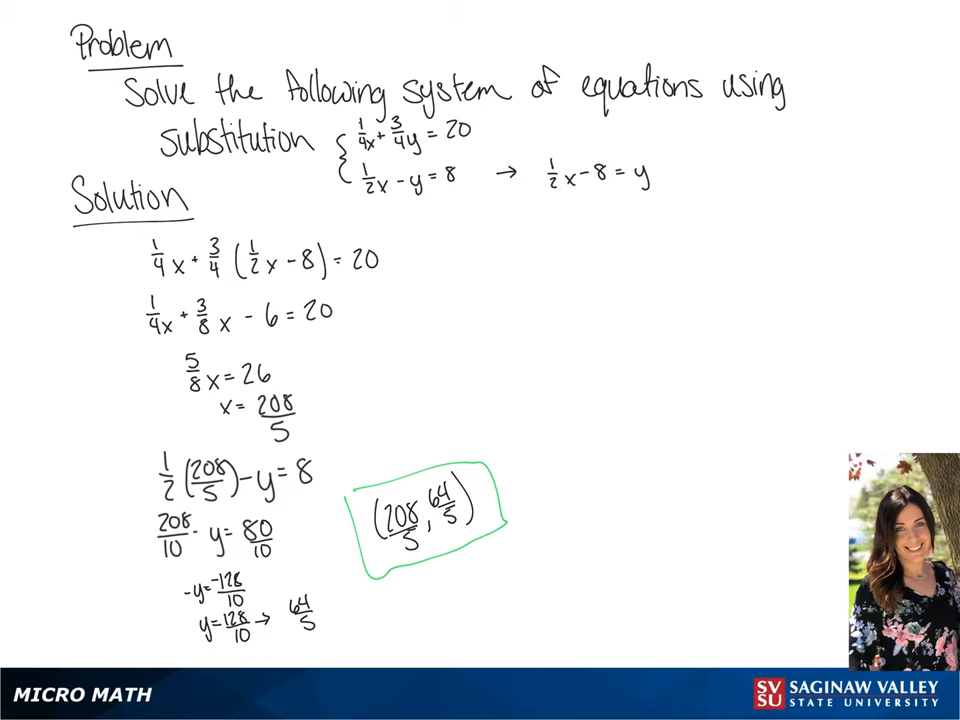 Problem
Solve the following system of equations using
substitution { 1/4x + 3/4y = 20
1/2x - y = 8 → 1/2x - 8 = y
Solution
1/4x + 3/4(1/2x - 8) = 20
1/4x + 3/8x - 6 = 20
5/8x = 26
x = 208/5
1/2(208/5) - y = 8
208/10 - y = 80/10
-y = -128/10
y = 128/10 → 64/5
(208/5, 64/5)
MICRO MATH
SVSU SAGINAW VALLEY
STATE UNIVERSITY